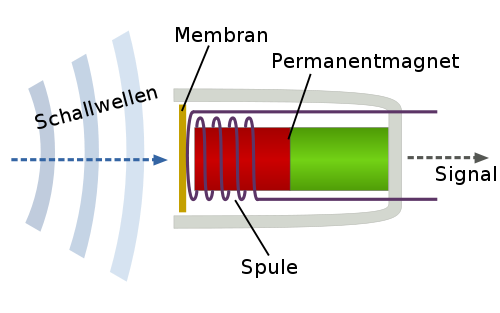 Membran
Permanentmagnet
Schallwellen
Signal
Spule